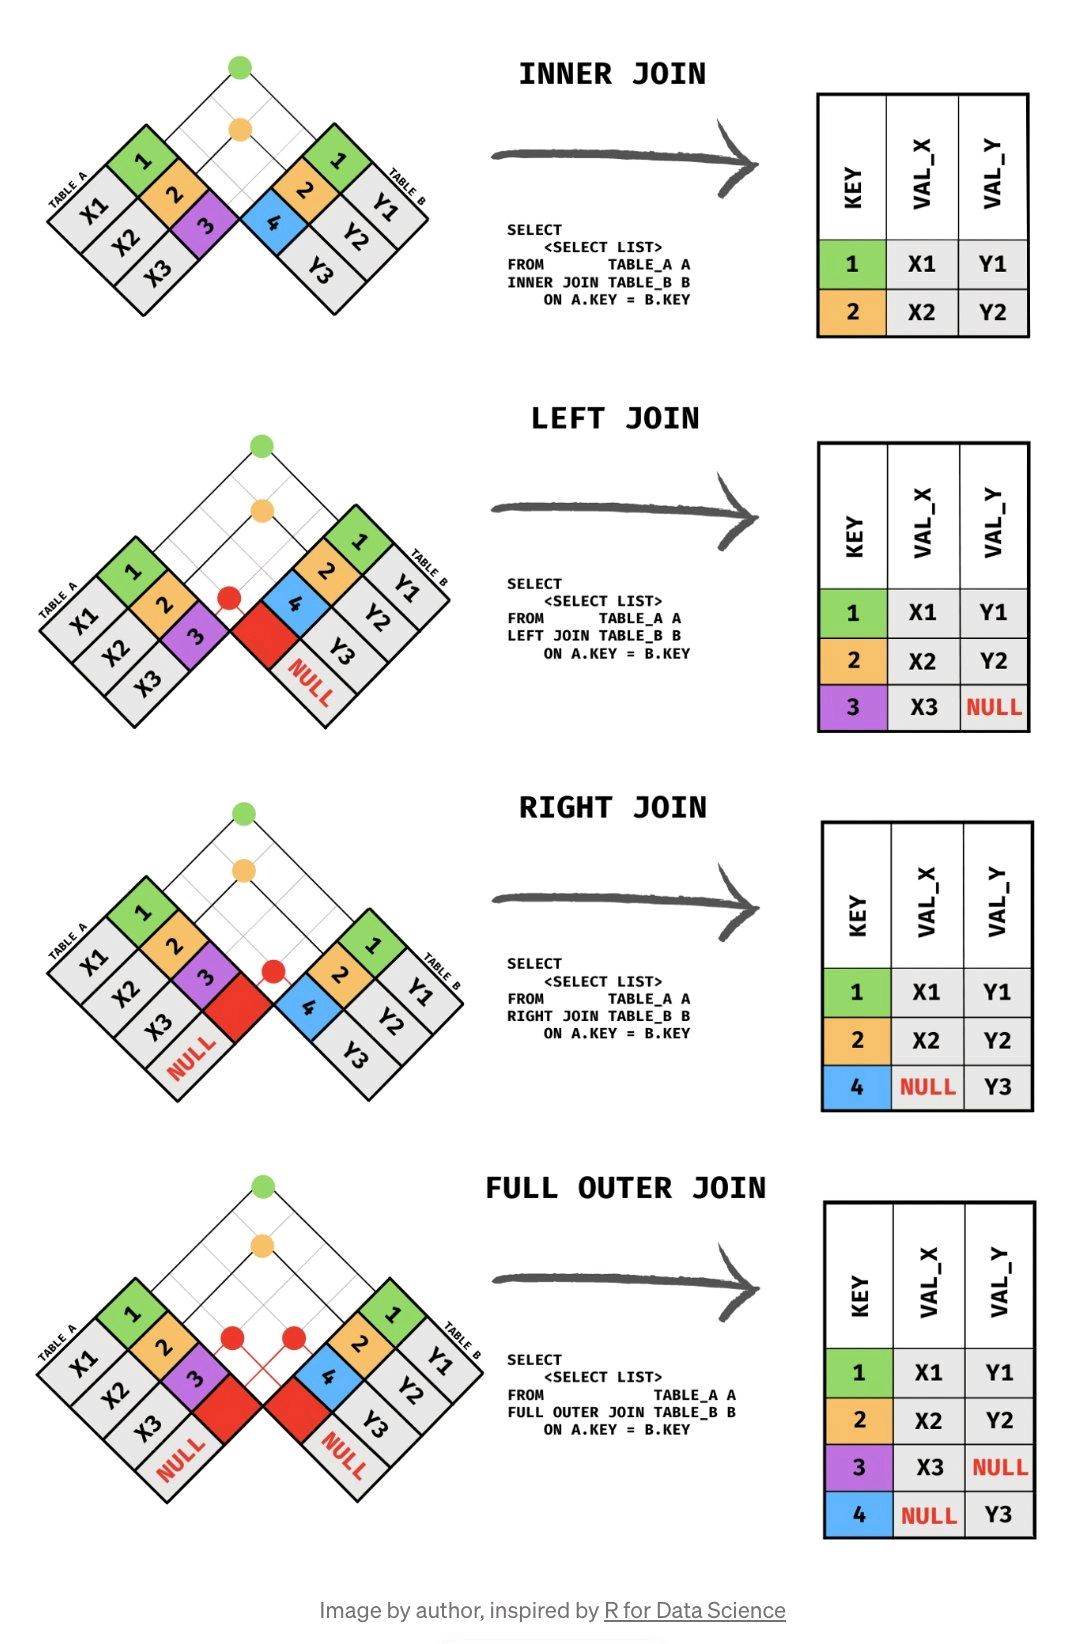 INNER JOIN
TABLE A
1
2
3
X1
X2
X3
TABLE B
1
2
4
Y1
Y2
Y3
SELECT
<SELECT LIST>
FROM TABLE_A A
INNER JOIN TABLE_B B
ON A.KEY = B.KEY
KEY VAL_X VAL_Y
1 X1 Y1
2 X2 Y2
LEFT JOIN
TABLE A
1
2
3
X1
X2
X3
TABLE B
1
2
4
Y1
Y2
Y3
NULL
SELECT
<SELECT LIST>
FROM TABLE_A A
LEFT JOIN TABLE_B B
ON A.KEY = B.KEY
KEY VAL_X VAL_Y
1 X1 Y1
2 X2 Y2
3 X3 NULL
RIGHT JOIN
TABLE A
1
2
3
X1
X2
X3
NULL
TABLE B
1
2
4
Y1
Y2
Y3
SELECT
<SELECT LIST>
FROM TABLE_A A
RIGHT JOIN TABLE_B B
ON A.KEY = B.KEY
KEY VAL_X VAL_Y
1 X1 Y1
2 X2 Y2
4 NULL Y3
FULL OUTER JOIN
TABLE A
1
2
3
X1
X2
X3
NULL
TABLE B
1
2
4
Y1
Y2
Y3
NULL
SELECT
<SELECT LIST>
FROM TABLE_A A
FULL OUTER JOIN TABLE_B B
ON A.KEY = B.KEY
KEY VAL_X VAL_Y
1 X1 Y1
2 X2 Y2
3 X3 NULL
4 NULL Y3
Image by author, inspired by R for Data Science